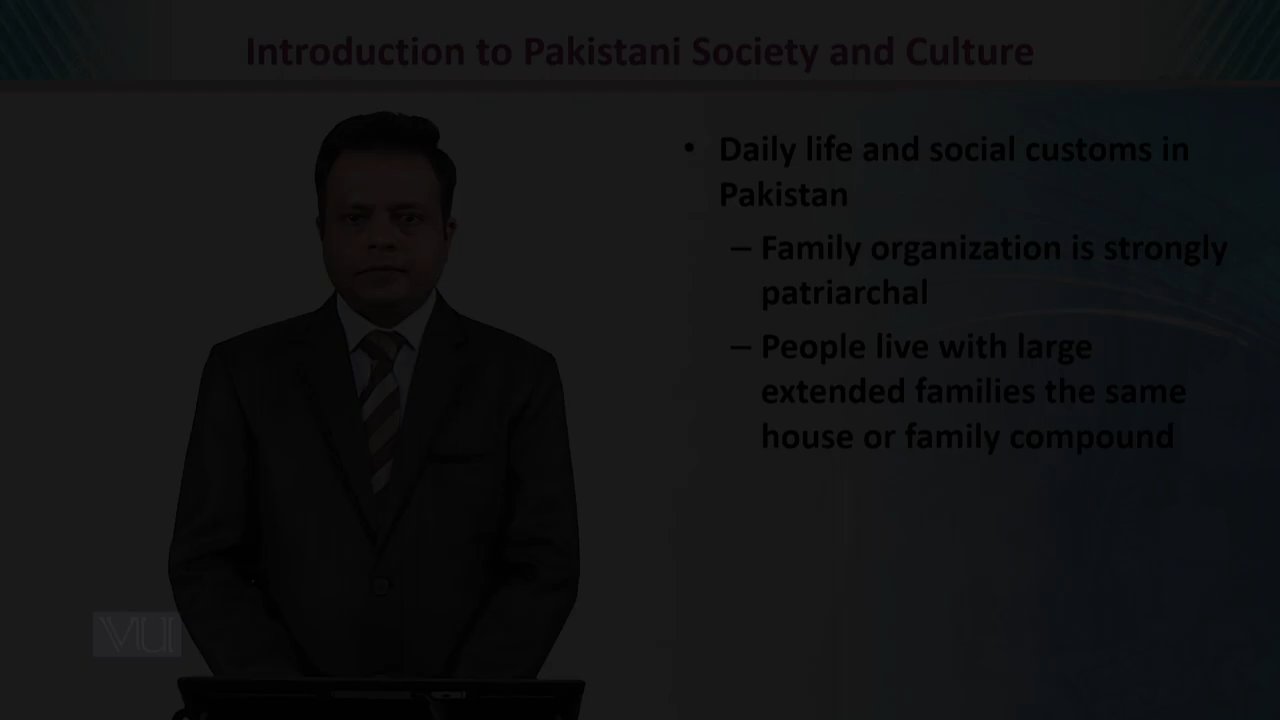 Introduction to Pakistani Society and Culture
• Daily life and social customs in
Pakistan
– Family organization is strongly
patriarchal
– People live with large
extended families the same
house or family compound
VU